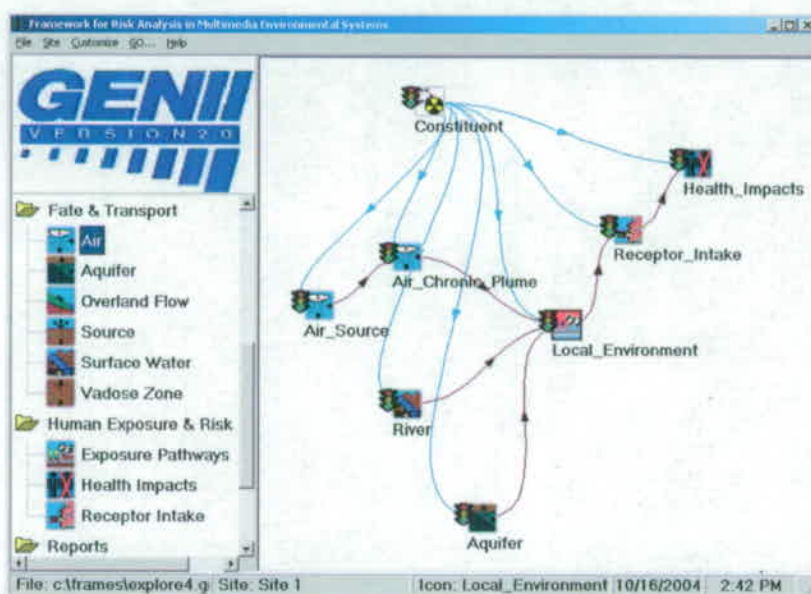 Framework for Risk Analysis in Multimedia Environmental Systems
File Site Customize GO... Help
GENII
VERSION 2.0
Fate & Transport
Air
Aquifer
Overland Flow
Source
Surface Water
Vadose Zone
Human Exposure & Risk
Exposure Pathways
Health Impacts
Receptor Intake
Reports
Constituent
Health_Impacts
Receptor_Intake
Air_Chronic_Plume
Air_Source
Local_Environment
River
Aquifer
File: c:\frames\explore4.g Site: Site 1 Icon: Local_Environment 10/16/2004 2:42 PM